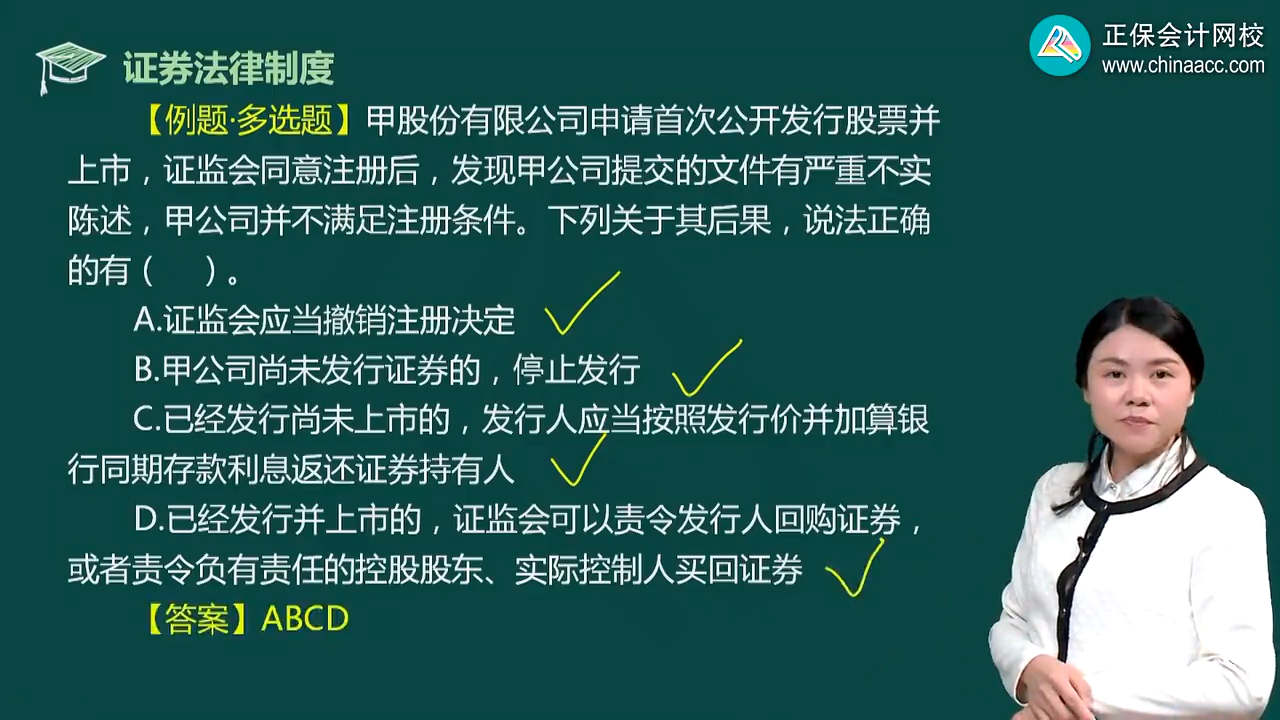 正保会计网校
www.chinaacc.com
证券法律制度
【例题·多选题】甲股份有限公司申请首次公开发行股票并
上市，证监会同意注册后，发现甲公司提交的文件有严重不实
陈述，甲公司并不满足注册条件。下列关于其后果，说法正确
的有（　　）。
A.证监会应当撤销注册决定
B.甲公司尚未发行证券的，停止发行
C.已经发行尚未上市的，发行人应当按照发行价并加算银
行同期存款利息返还证券持有人
D.已经发行并上市的，证监会可以责令发行人回购证券，
或者责令负有责任的控股股东、实际控制人买回证券
【答案】ABCD